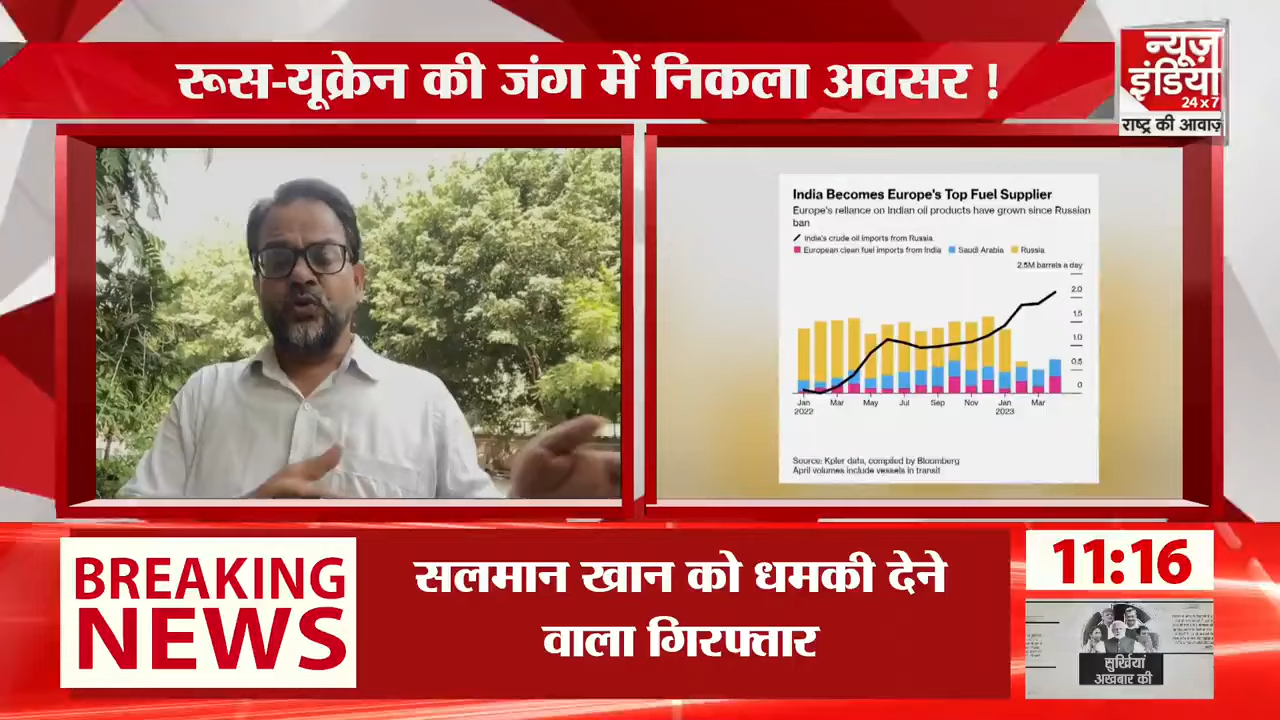 रूस-यूक्रेन की जंग में निकला अवसर !
न्यूज़
इंडिया
24x7
राष्ट्र की आवाज़
India Becomes Europe's Top Fuel Supplier
Europe's reliance on Indian oil products have grown since Russian
ban
India's crude oil imports from Russia
European clean fuel imports from India Saudi Arabia Russia
2.5M barrels a day
2.0
1.5
1.0
0.5
0
Jan Mar May Jul Sep Nov Jan Mar
2022 2023
Source: Kpler data, compiled by Bloomberg
April volumes include vessels in transit
BREAKING
NEWS
सलमान खान को धमकी देने
वाला गिरफ्तार
11:16
सुर्खियां
अखबार की